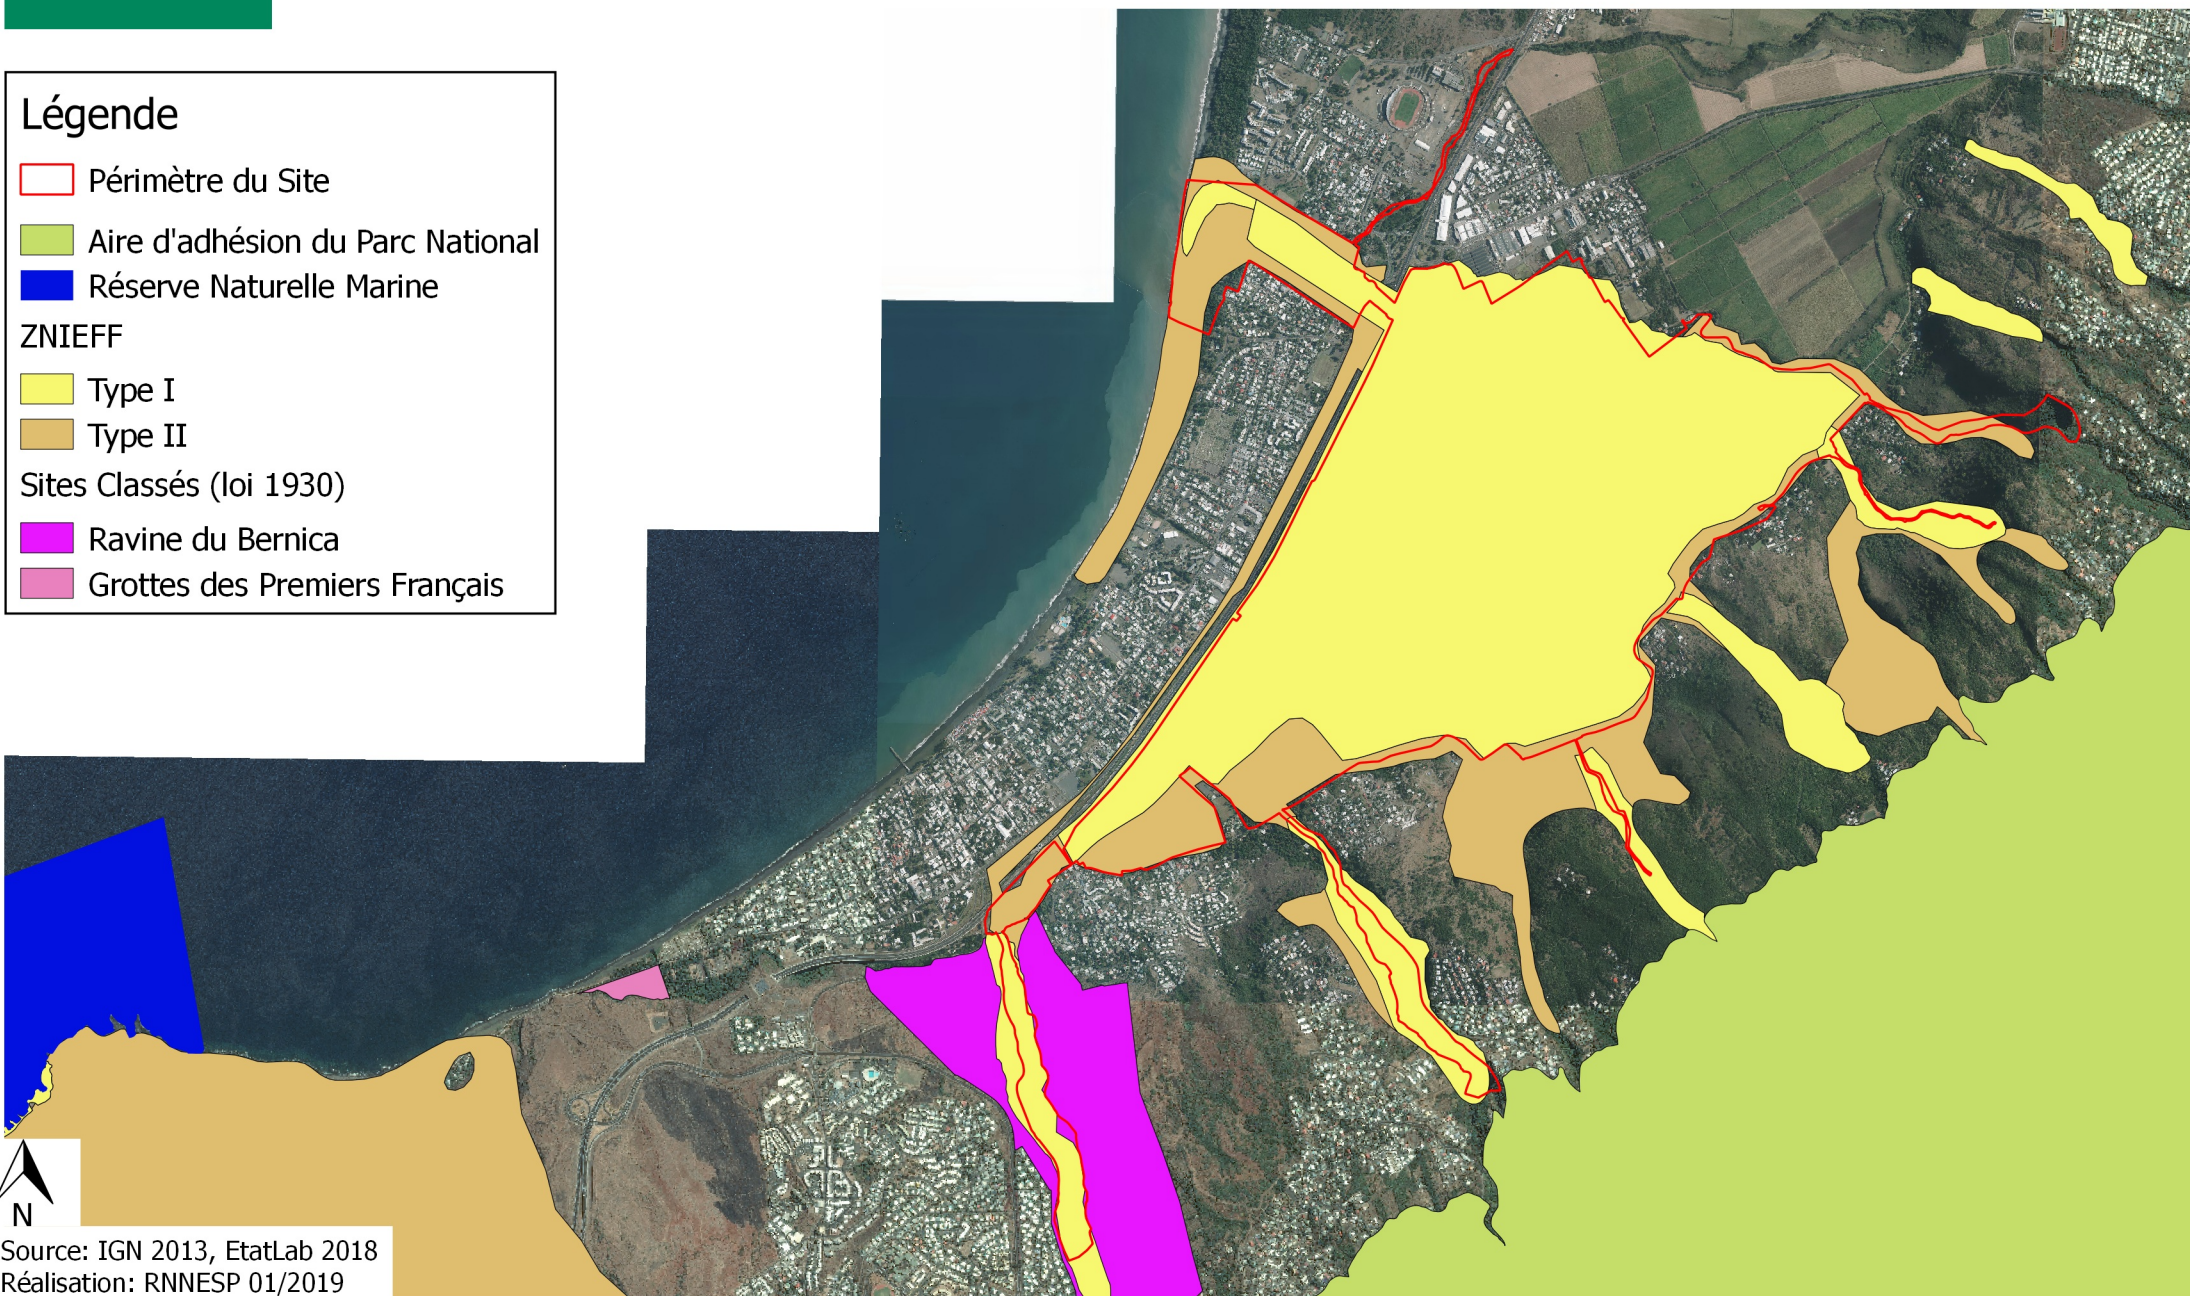 Légende
Périmètre du Site
Aire d'adhésion du Parc National
Réserve Naturelle Marine
ZNIEFF
Type I
Type II
Sites Classés (loi 1930)
Ravine du Bernica
Grottes des Premiers Français
N
Source: IGN 2013, EtatLab 2018
Réalisation: RNNESP 01/2019